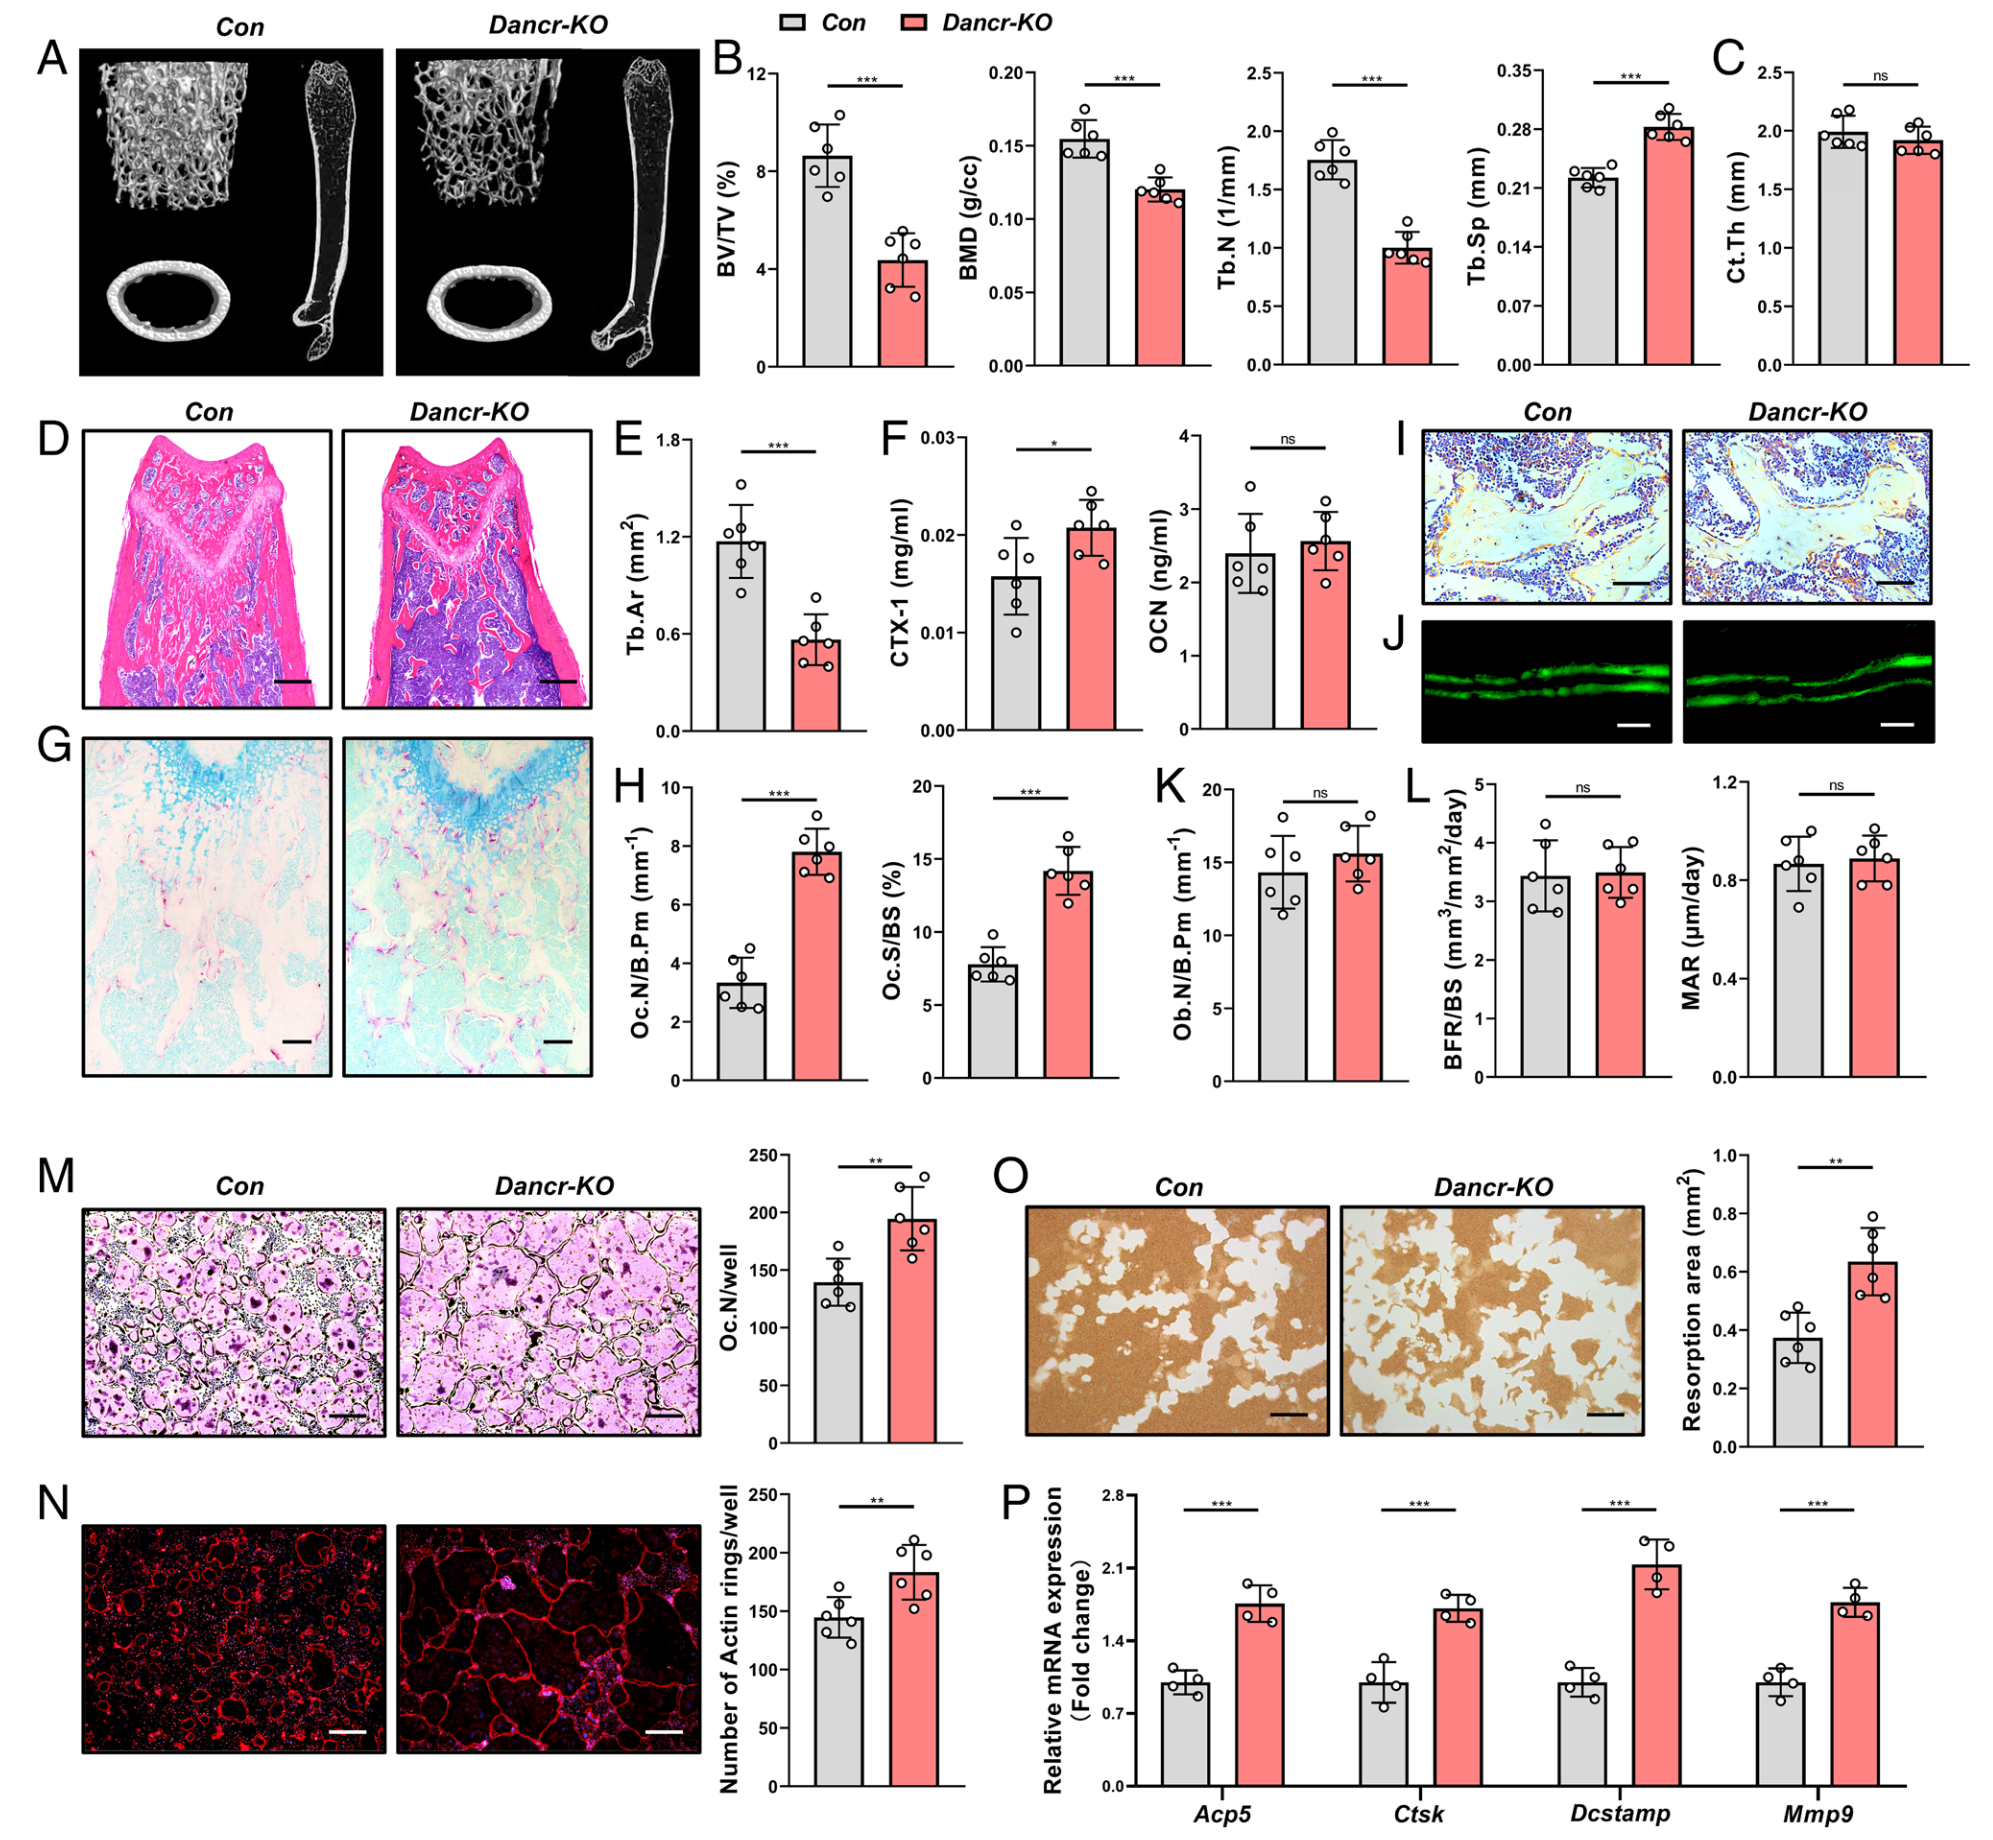 Con Dancr-KO
Con Dancr-KO
A
B
BV/TV (%)
12
8
4
0
***
BMD (g/cc)
0.20
0.15
0.10
0.05
0.00
***
Tb.N (1/mm)
2.5
2.0
1.5
1.0
0.5
0.0
***
Tb.Sp (mm)
0.35
0.28
0.21
0.14
0.07
0.00
***
C
Ct.Th (mm)
2.5
2.0
1.5
1.0
0.5
0.0
ns
D
Con Dancr-KO
E
Tb.Ar (mm2)
1.8
1.2
0.6
0.0
***
F
CTX-1 (mg/ml)
0.03
0.02
0.01
0.00
*
OCN (ng/ml)
4
3
2
1
0
ns
I
Con Dancr-KO
J
G
H
Oc.N/B.Pm (mm-1)
10
8
6
4
2
0
***
Oc.S/BS (%)
20
15
10
5
0
***
K
Ob.N/B.Pm (mm-1)
20
15
10
5
0
ns
L
BFR/BS (mm3/mm2/day)
5
4
3
2
1
0
ns
MAR (μm/day)
1.2
0.8
0.4
0.0
ns
M
Con Dancr-KO
Oc.N/well
250
200
150
100
50
0
**
O
Con Dancr-KO
Resorption area (mm2)
1.0
0.8
0.6
0.4
0.2
0.0
**
N
Number of Actin rings/well
250
200
150
100
50
0
**
P
Relative mRNA expression
(Fold change)
2.8
2.1
1.4
0.7
0.0
*** *** *** ***
Acp5 Ctsk Dcstamp Mmp9